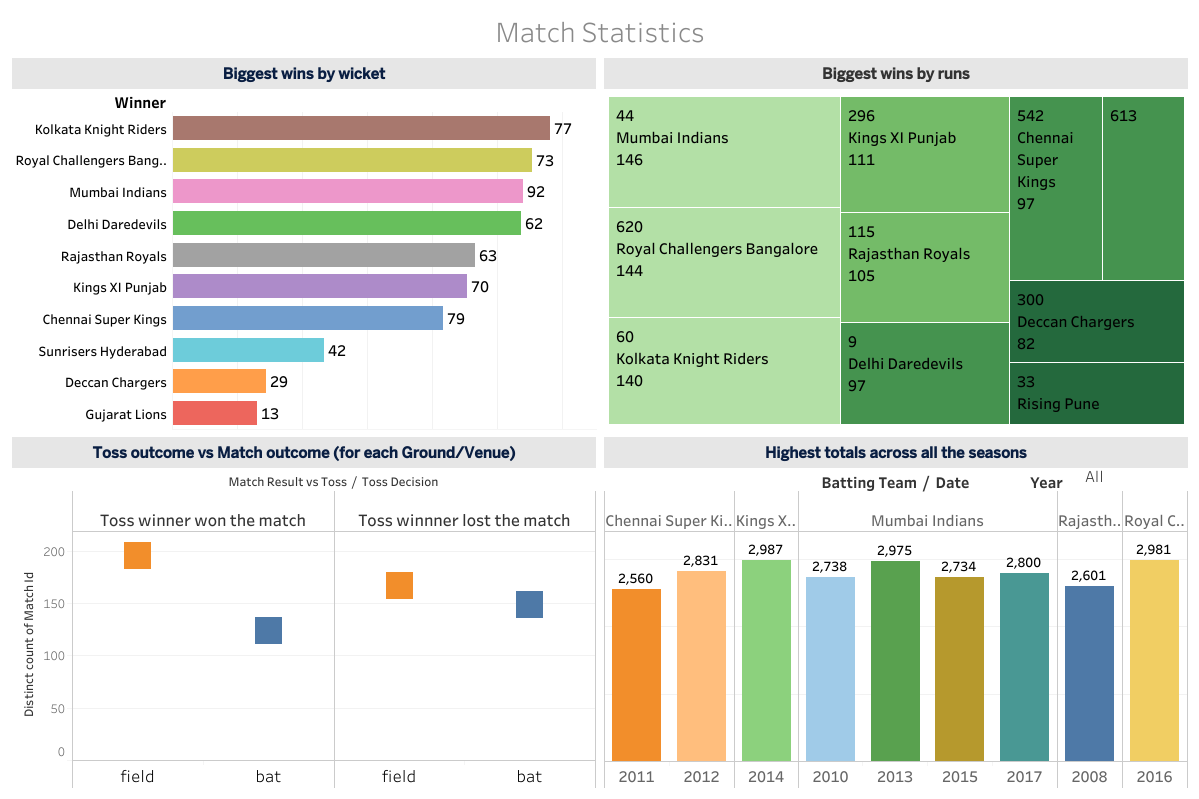 Match Statistics
Biggest wins by wicket
Winner
Kolkata Knight Riders 77
Royal Challengers Bang.. 73
Mumbai Indians 92
Delhi Daredevils 62
Rajasthan Royals 63
Kings XI Punjab 70
Chennai Super Kings 79
Sunrisers Hyderabad 42
Deccan Chargers 29
Gujarat Lions 13
Biggest wins by runs
44
Mumbai Indians
146
620
Royal Challengers Bangalore
144
60
Kolkata Knight Riders
140
296
Kings XI Punjab
111
115
Rajasthan Royals
105
9
Delhi Daredevils
97
542
Chennai
Super
Kings
97
613
300
Deccan Chargers
82
33
Rising Pune
Toss outcome vs Match outcome (for each Ground/Venue)
Match Result vs Toss / Toss Decision
Toss winner won the match
Toss winnner lost the match
Distinct count of Match Id
200
150
100
50
0
field bat field bat
Highest totals across all the seasons
Batting Team / Date
Year All
Chennai Super Ki.. Kings X.. Mumbai Indians Rajasth.. Royal C..
2,560 2,831 2,987 2,738 2,975 2,734 2,800 2,601 2,981
2011 2012 2014 2010 2013 2015 2017 2008 2016